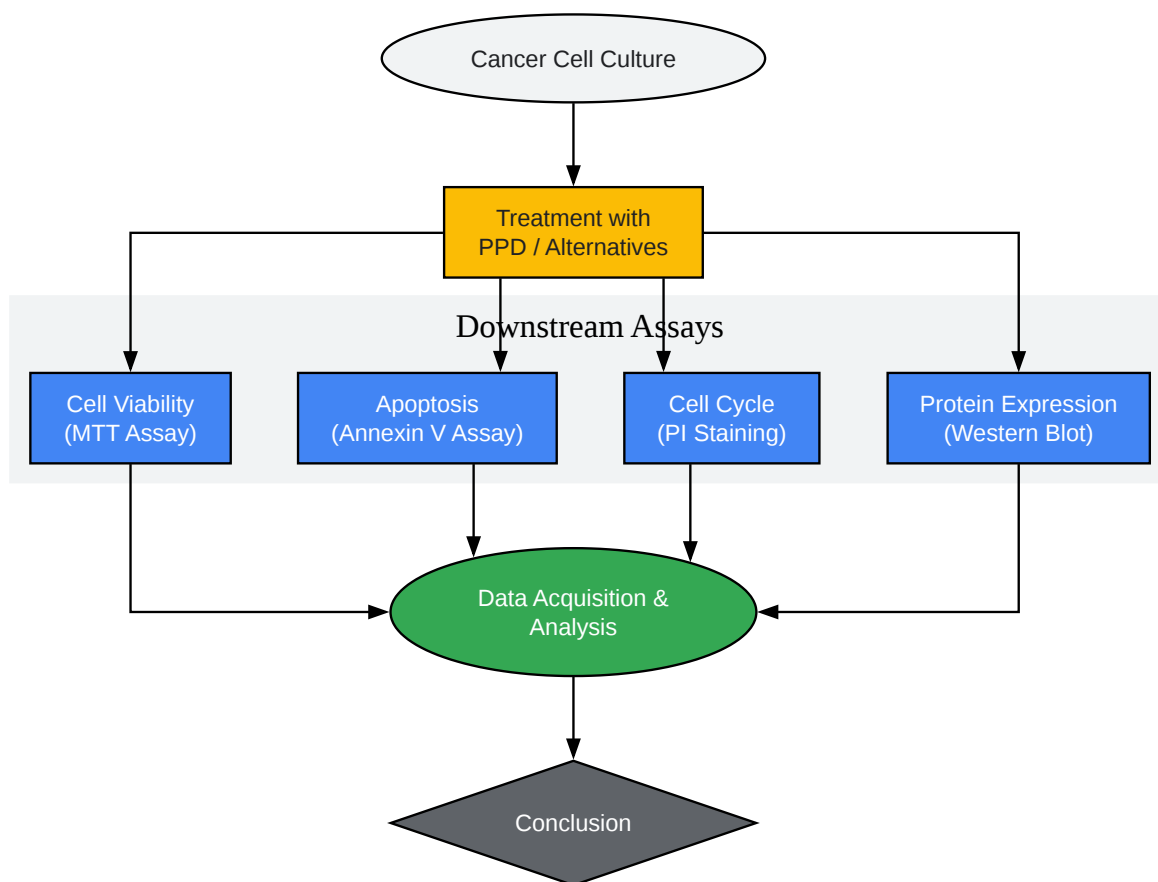 Cancer Cell Culture
Treatment with
PPD / Alternatives
Downstream Assays
Cell Viability
(MTT Assay)
Apoptosis
(Annexin V Assay)
Cell Cycle
(PI Staining)
Protein Expression
(Western Blot)
Data Acquisition &
Analysis
Conclusion